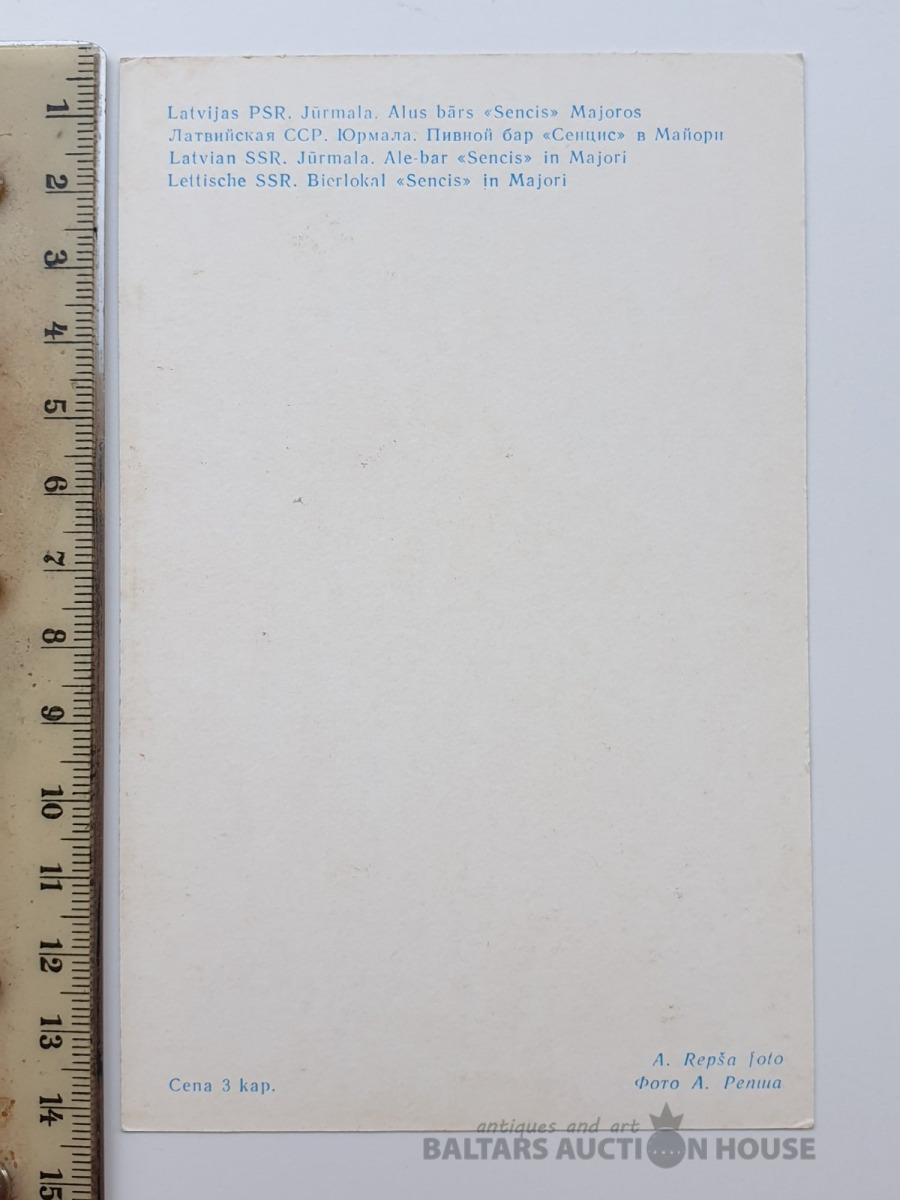 Latvijas PSR. Jūrmala. Alus bārs «Sencis» Majoros
Латвийская ССР. Юрмала. Пивной бар «Сенцис» в Майори
Latvian SSR. Jūrmala. Ale-bar «Sencis» in Majori
Lettische SSR. Bierlokal «Sencis» in Majori
1
2
3
4
5
6
7
8
9
10
11
12
13
14
15
A. Repša foto
Cena 3 kap.
Фото А. Репша
antiques and art
BALTARS AUCTION HOUSE